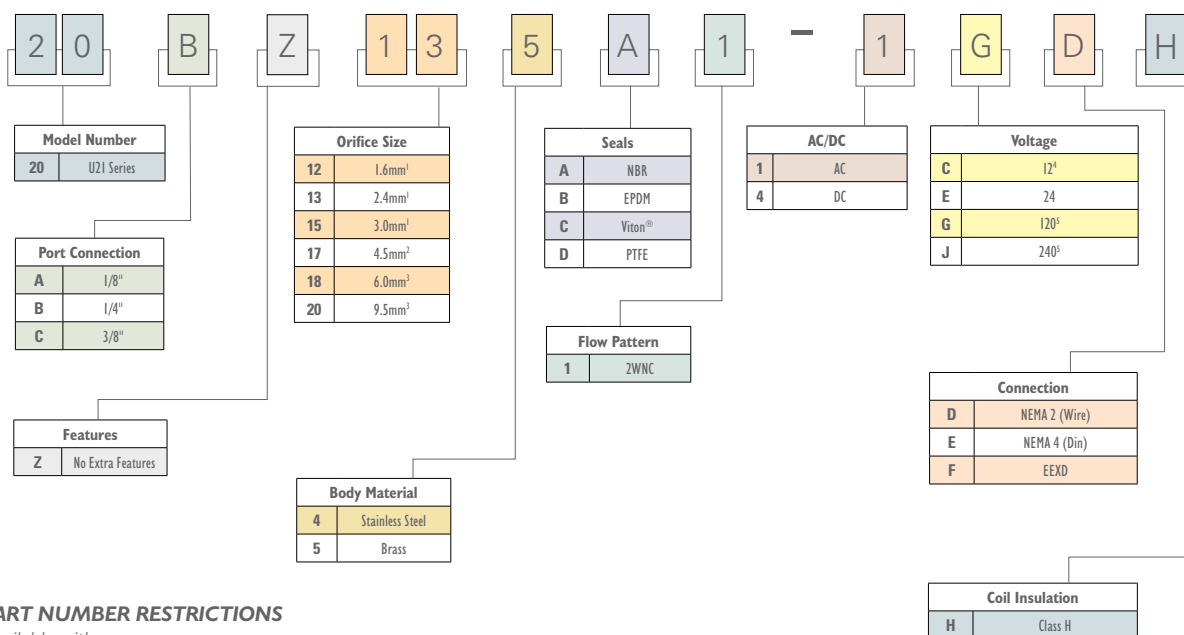 2 0 B Z 1 3 5 A 1 - 1 G D H
Model Number
20 U21 Series
Port Connection
A 1/8"
B 1/4"
C 3/8"
Features
Z No Extra Features
Orifice Size
12 1.6mm¹
13 2.4mm¹
15 3.0mm¹
17 4.5mm²
18 6.0mm³
20 9.5mm³
Body Material
4 Stainless Steel
5 Brass
Seals
A NBR
B EPDM
C Viton®
D PTFE
Flow Pattern
1 2WNC
AC/DC
1 AC
4 DC
Voltage
C 12⁴
E 24
G 120⁵
J 240⁵
Connection
D NEMA 2 (Wire)
E NEMA 4 (Din)
F EEXD
Coil Insulation
H Class H
ART NUMBER RESTRICTIONS